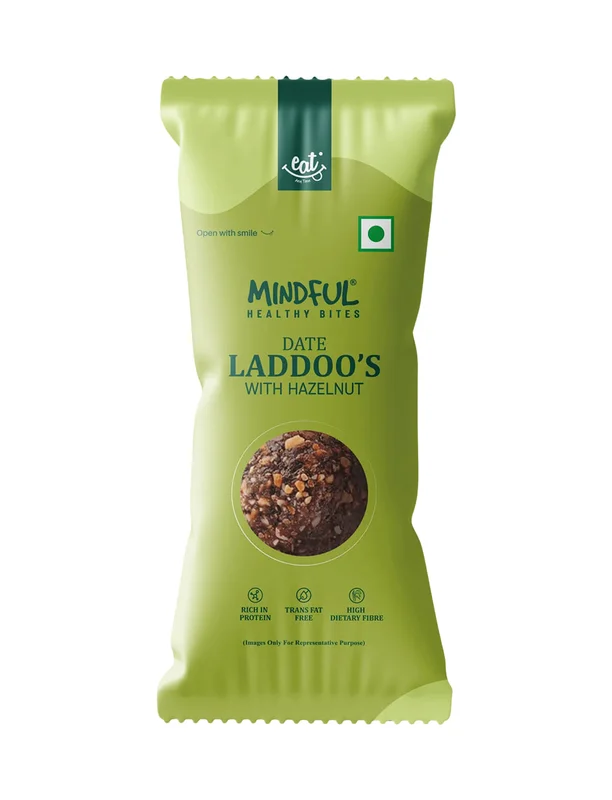 eat
Open with smile
MINDFUL®
HEALTHY BITES
DATE
LADDOO'S
WITH HAZELNUT
RICH IN
PROTEIN
TRANS FAT
FREE
HIGH
DIETARY FIBRE
(Images Only For Representative Purpose)